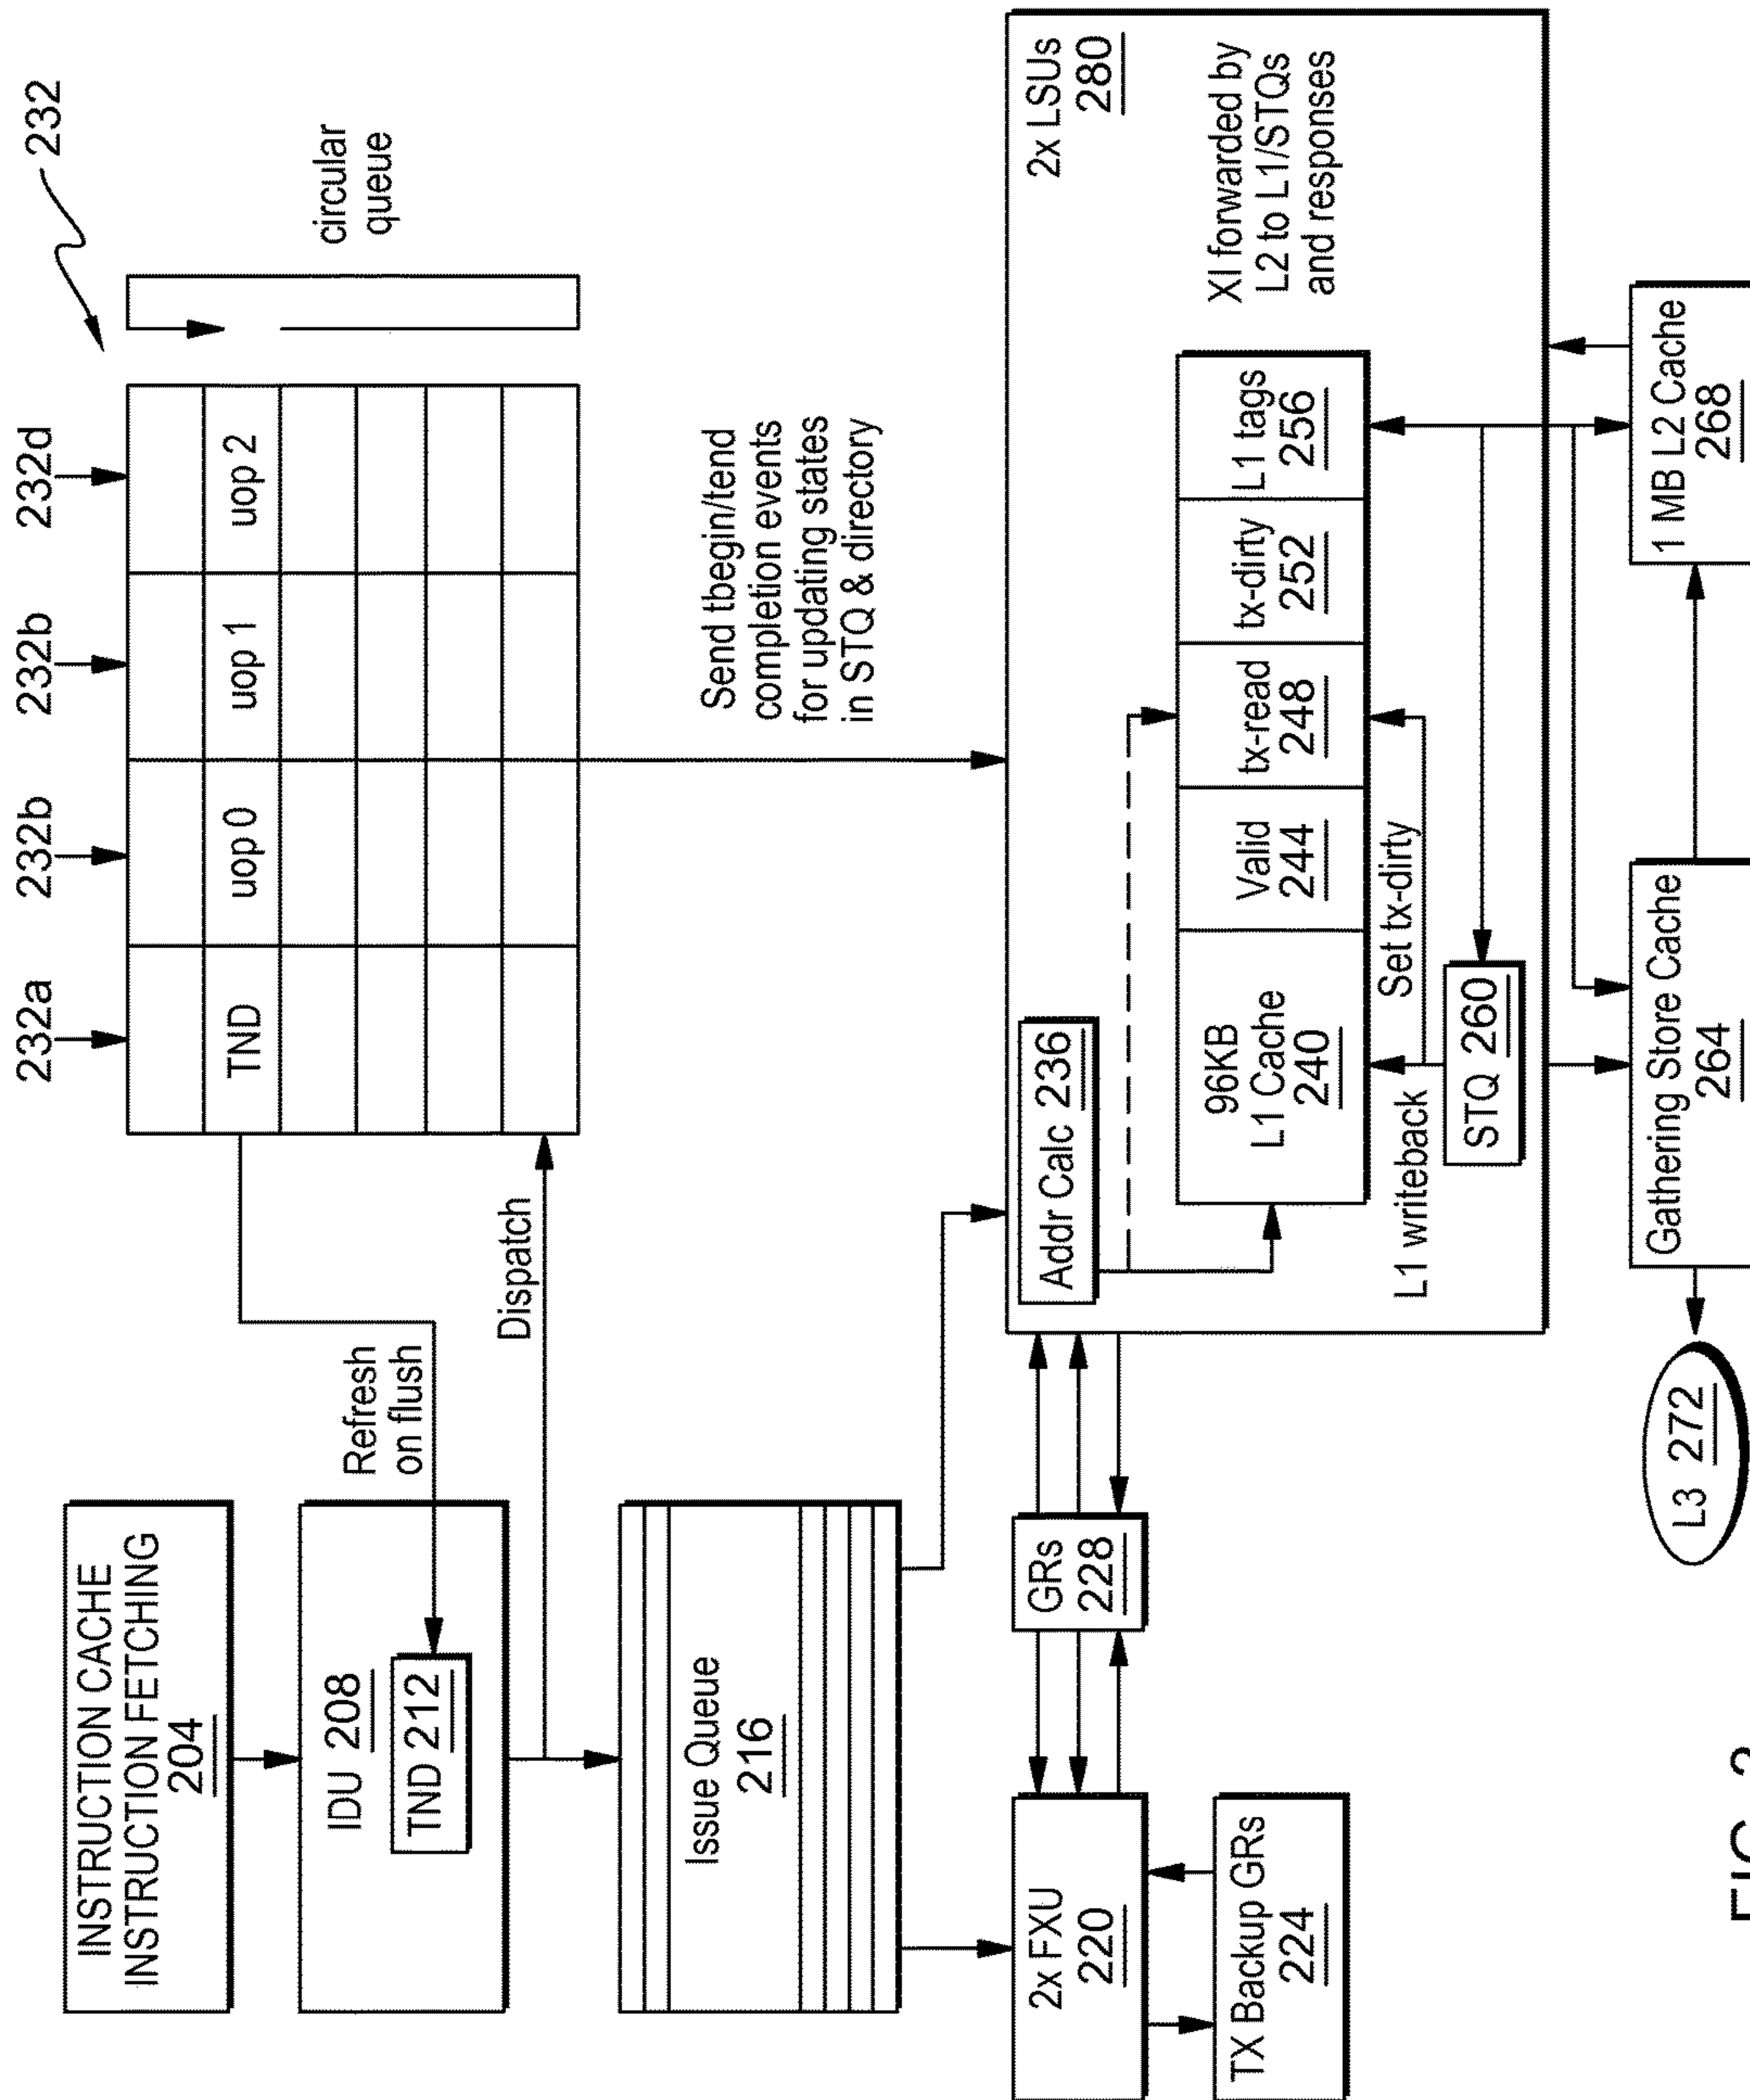 INSTRUCTION CACHE
INSTRUCTION FETCHING
204
IDU 208
TND 212
Refresh
on flush
Dispatch
232a
232b
232b
232d
232
TND
uop 0
uop 1
uop 2
circular
queue
Issue Queue
216
Send tbegin/tend
completion events
for updating states
in STQ & directory
2x FXU
220
TX Backup GRs
224
GRs
228
2x LSUs
280
Addr Calc 236
96KB
L1 Cache
240
Valid
244
tx-read
248
tx-dirty
252
L1 tags
256
XI forwarded by
L2 to L1/STQs
and responses
L1 writeback
Set tx-dirty
STQ 260
L3 272
Gathering Store Cache
264
1 MB L2 Cache
268